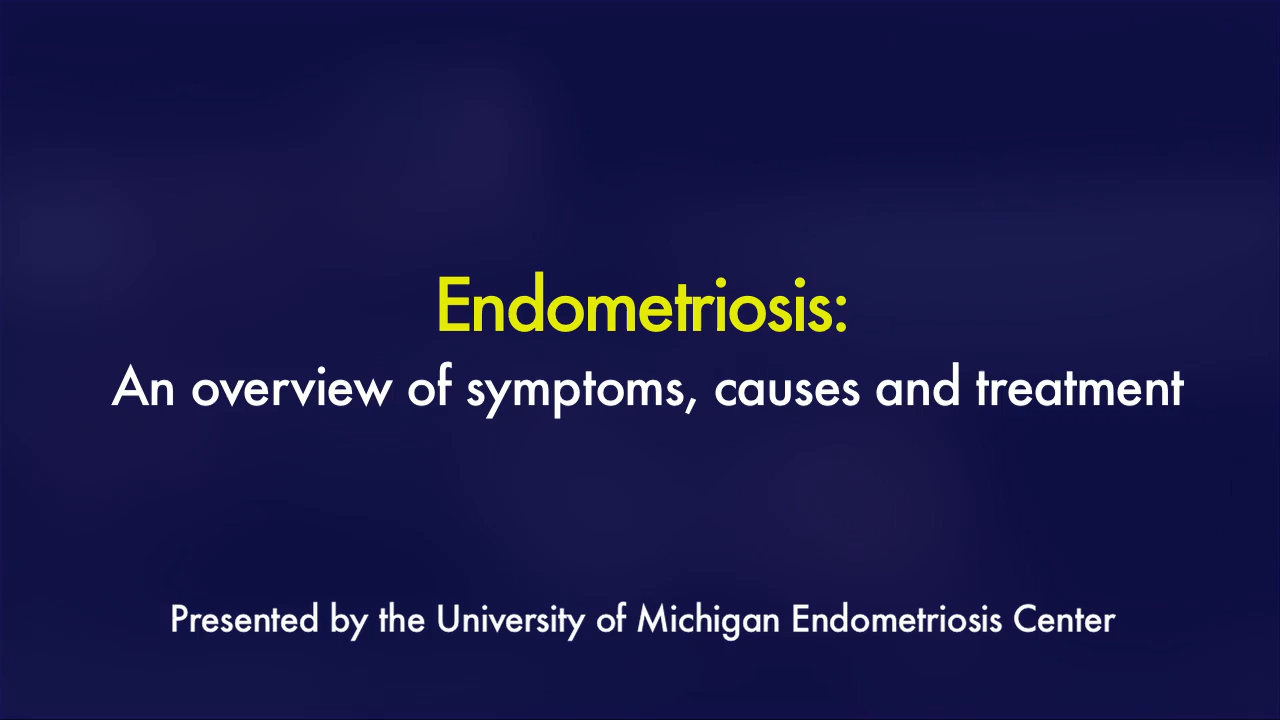 Endometriosis:
An overview of symptoms, causes and treatment
Presented by the University of Michigan Endometriosis Center